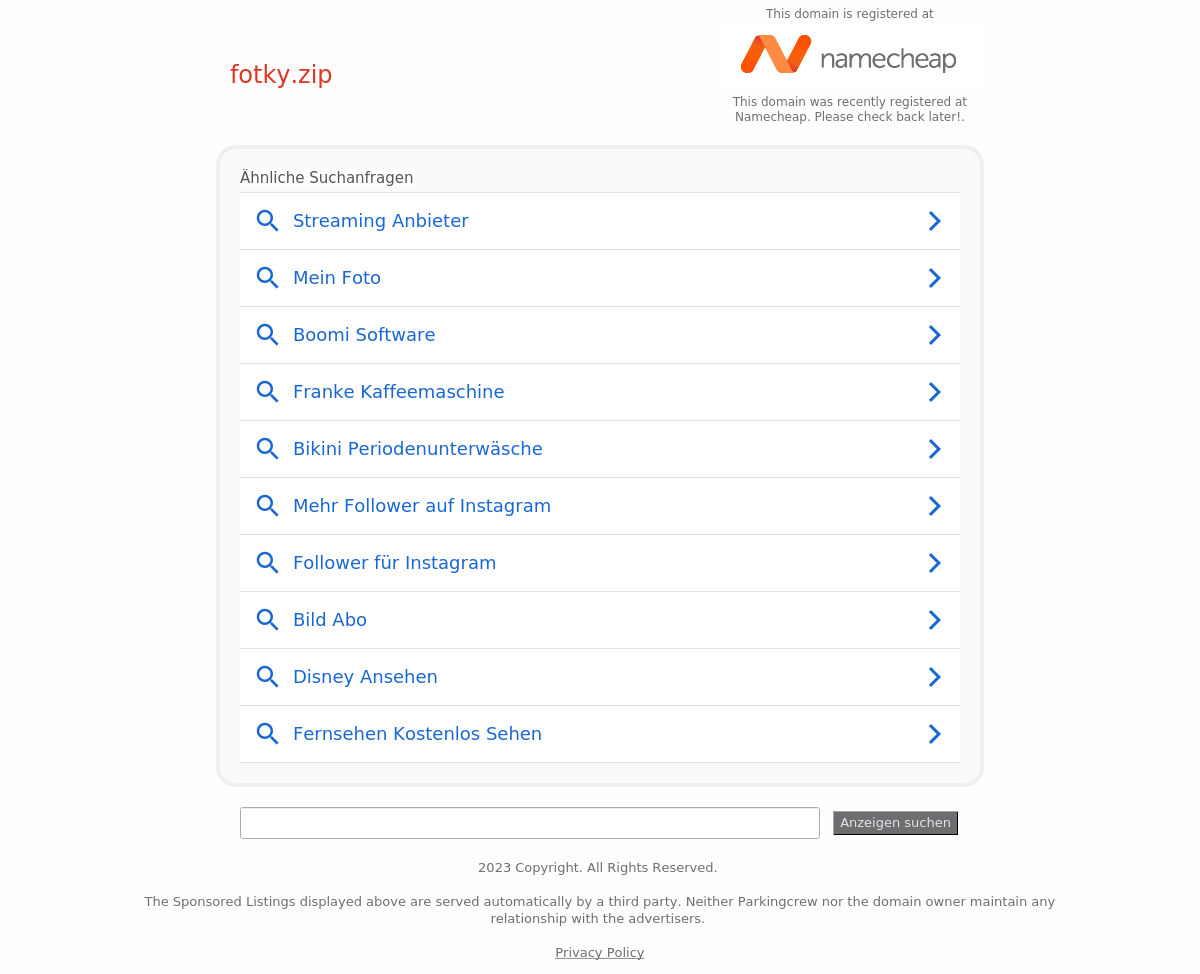 This domain is registered at
namecheap
fotky.zip
This domain was recently registered at
Namecheap. Please check back later!.
Ähnliche Suchanfragen
Streaming Anbieter
Mein Foto
Boomi Software
Franke Kaffeemaschine
Bikini Periodenunterwäsche
Mehr Follower auf Instagram
Follower für Instagram
Bild Abo
Disney Ansehen
Fernsehen Kostenlos Sehen
Anzeigen suchen
2023 Copyright. All Rights Reserved.
The Sponsored Listings displayed above are served automatically by a third party. Neither Parkingcrew nor the domain owner maintain any
relationship with the advertisers.
Privacy Policy